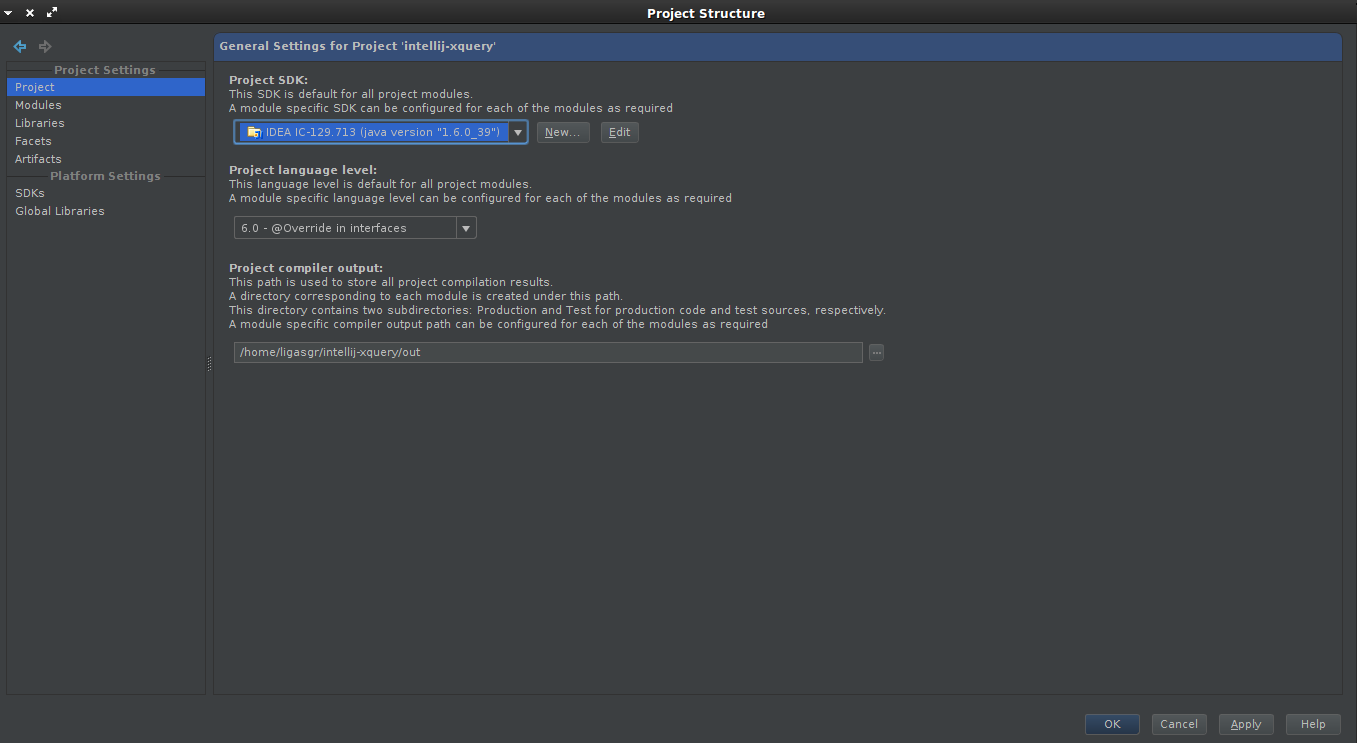 Project Structure
Project Settings
Project
Modules
Libraries
Facets
Artifacts
Platform Settings
SDKs
Global Libraries
General Settings for Project 'intellij-xquery'
Project SDK:
This SDK is default for all project modules.
A module specific SDK can be configured for each of the modules as required
IDEA IC-129.713 (java version "1.6.0_39")
New...
Edit
Project language level:
This language level is default for all project modules.
A module specific language level can be configured for each of the modules as required
6.0 - @Override in interfaces
Project compiler output:
This path is used to store all project compilation results.
A directory corresponding to each module is created under this path.
This directory contains two subdirectories: Production and Test for production code and test sources, respectively.
A module specific compiler output path can be configured for each of the modules as required
/home/ligasgr/intellij-xquery/out
...
OK
Cancel
Apply
Help